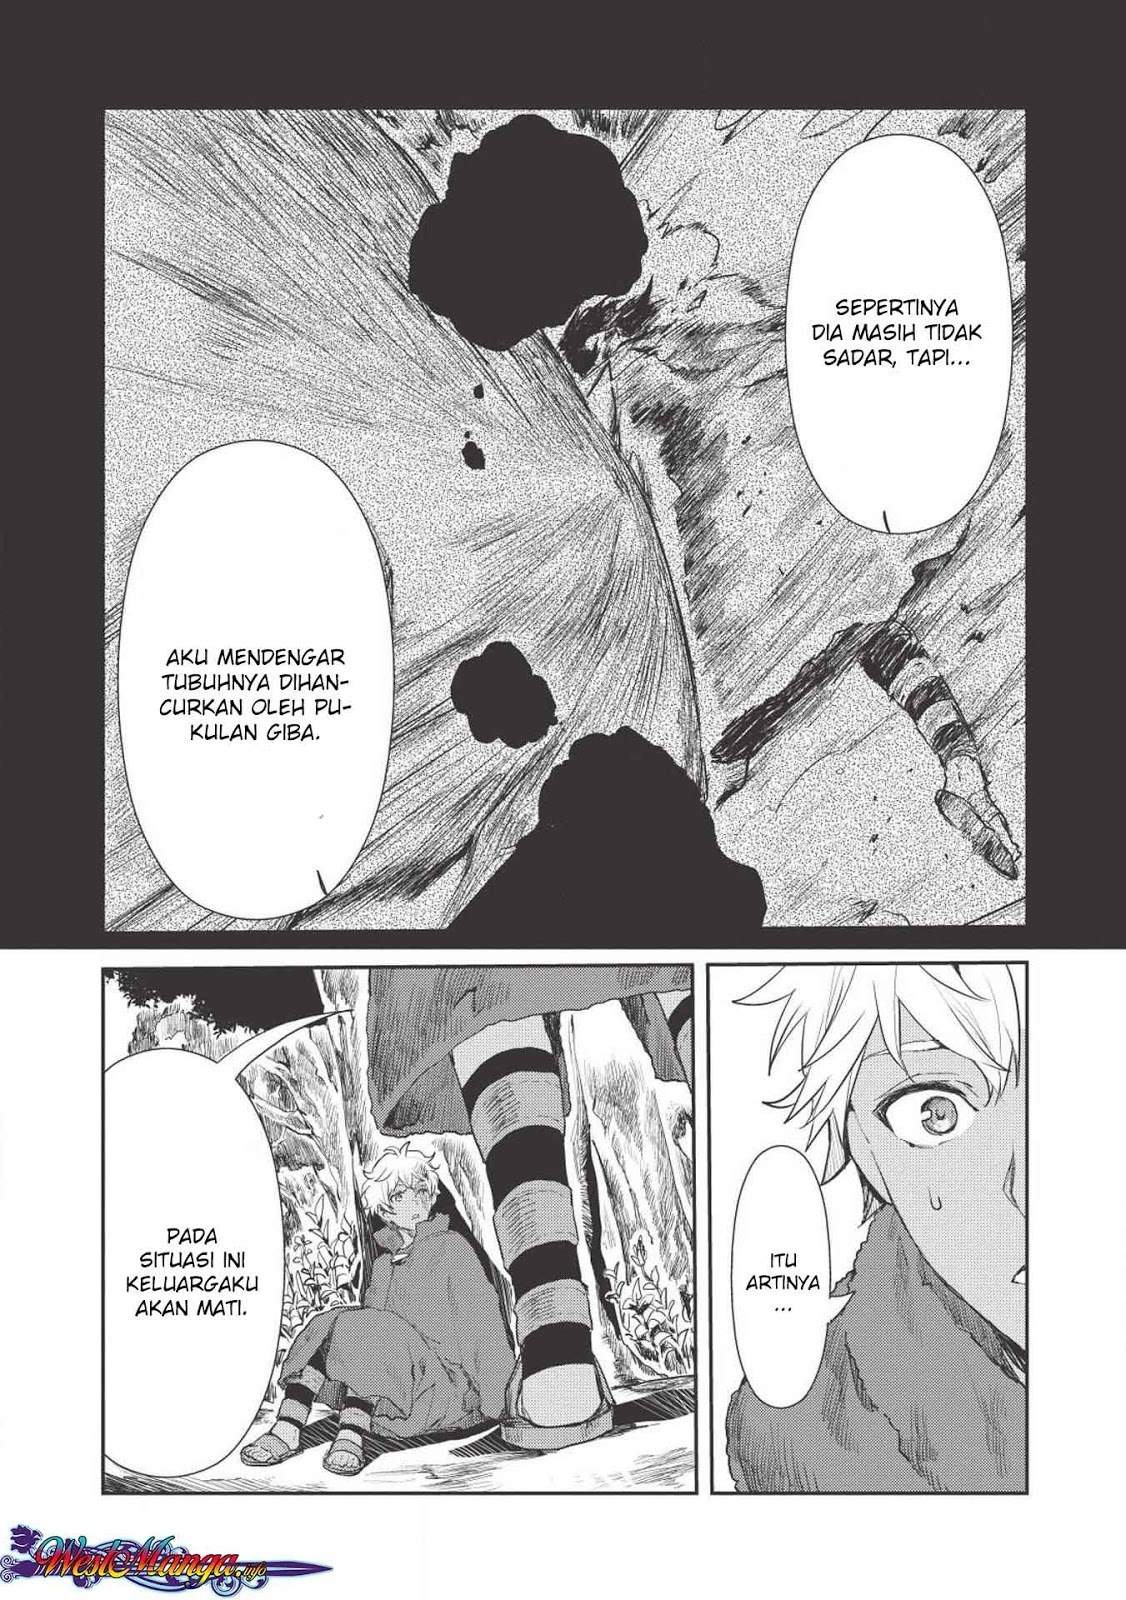 SEPERTINYA
DIA MASIH TIDAK
SADAR, TAPI...
AKU MENDENGAR
TUBUHNYA DIHAN-
CURKAN OLEH PU-
KULAN GIBA.
ITU
ARTINYA
...
PADA
SITUASI INI
KELUARGAKU
AKAN MATI.
WestManga.info